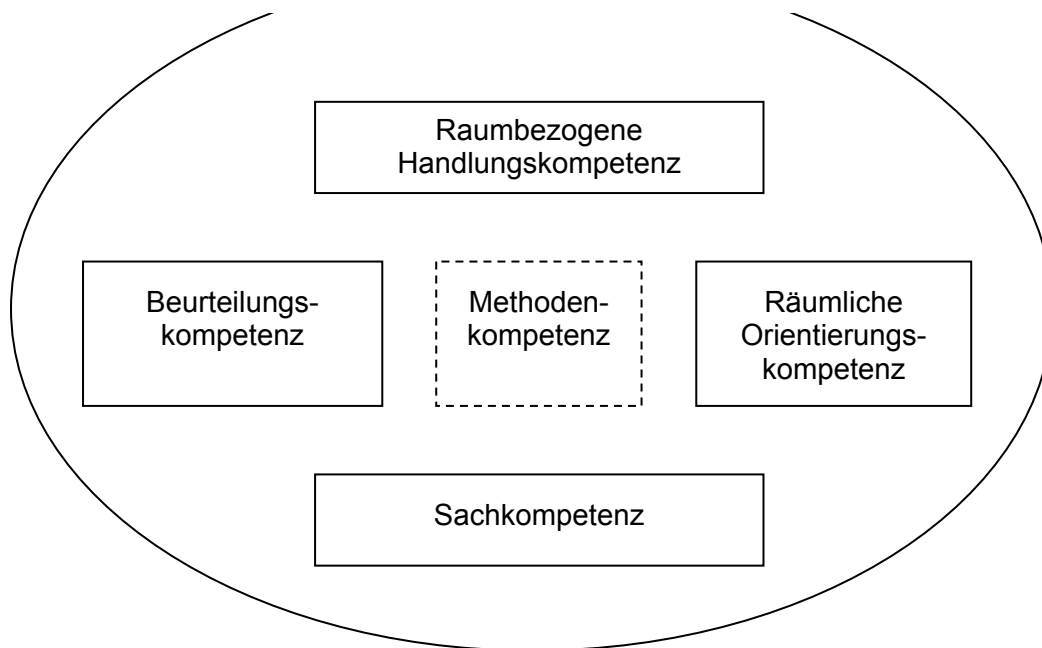 Raumbezogene
Handlungskompetenz
Beurteilungs-
kompetenz
Methoden-
kompetenz
Räumliche
Orientierungs-
kompetenz
Sachkompetenz